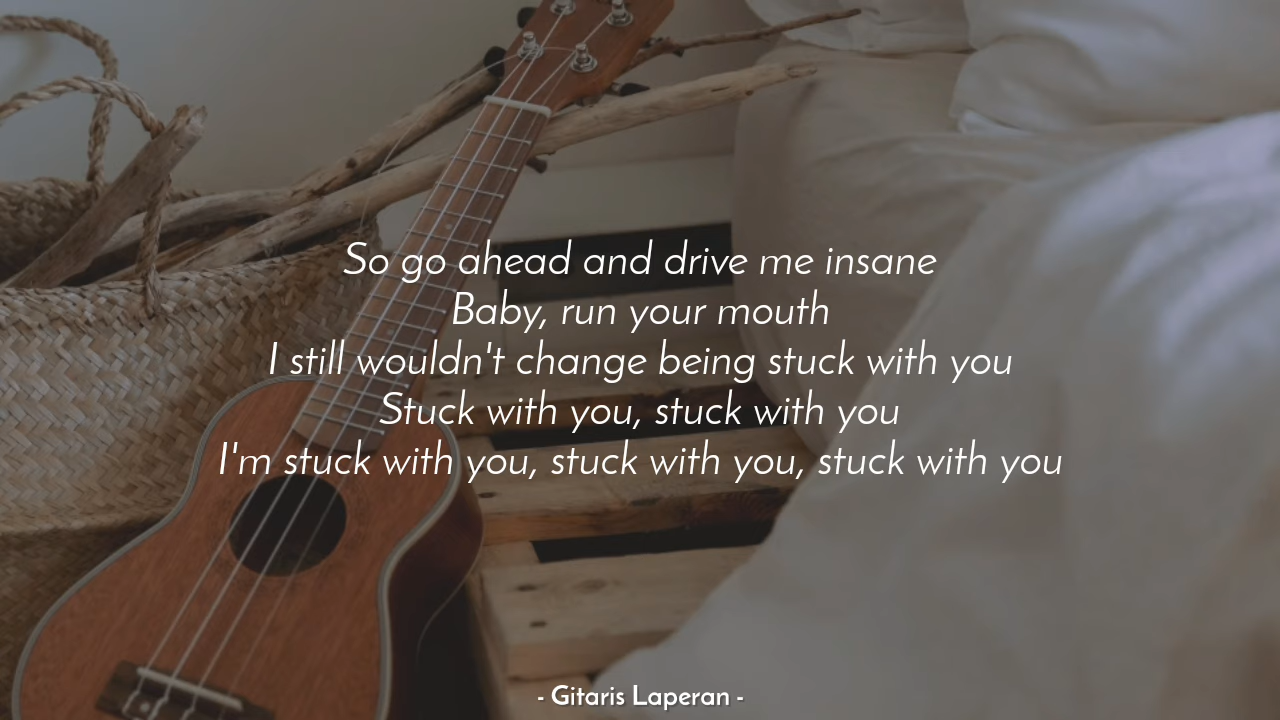 So go ahead and drive me insane
Baby, run your mouth
I still wouldn't change being stuck with you
Stuck with you, stuck with you
I'm stuck with you, stuck with you, stuck with you
- Gitaris Laperan -